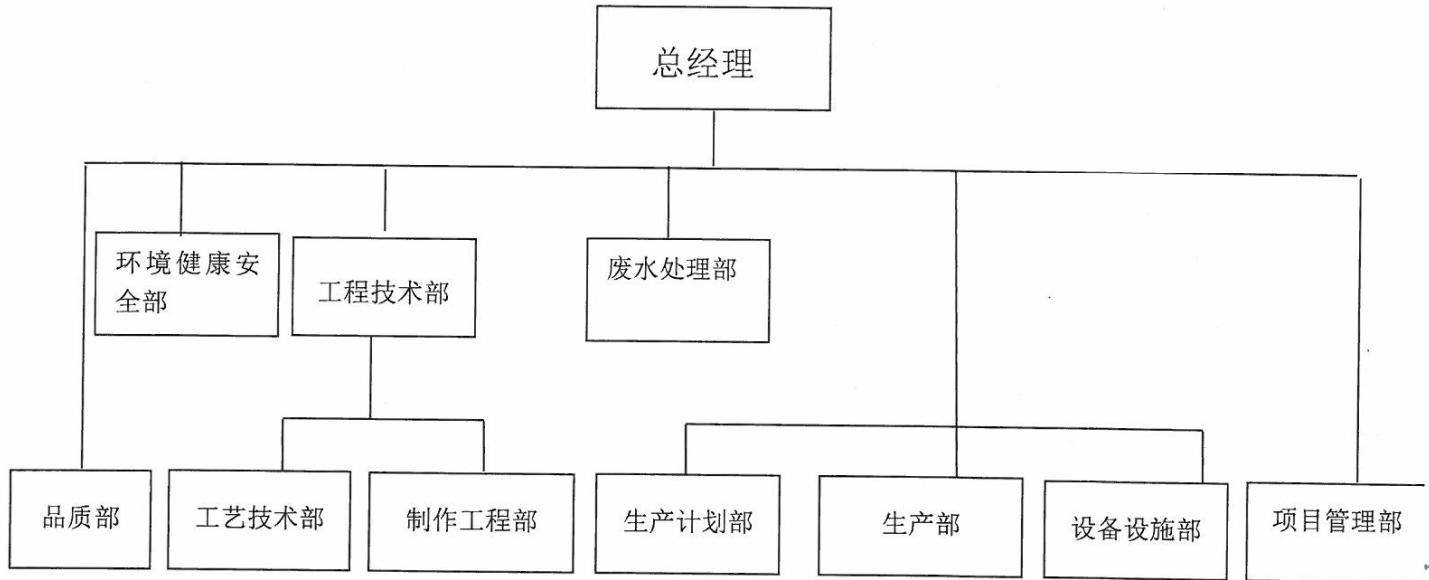 总经理
环境健康安
全部
工程技术部
废水处理部
品质部
工艺技术部
制作工程部
生产计划部
生产部
设备设施部
项目管理部